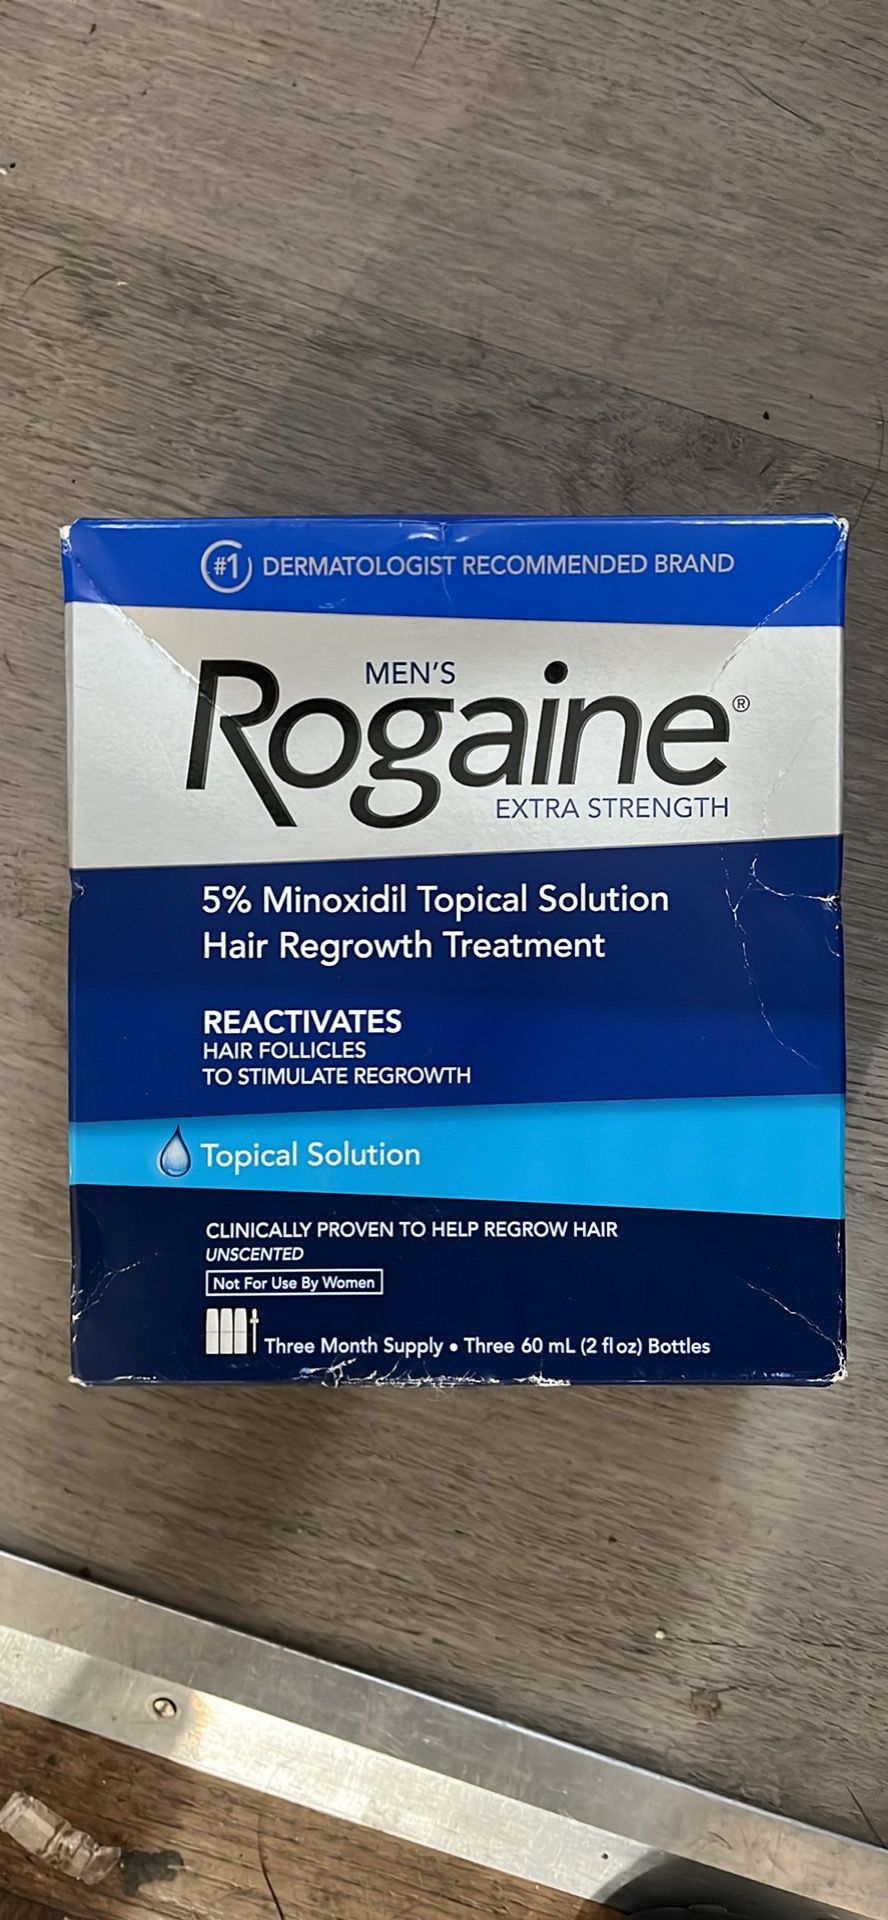 #1 DERMATOLOGIST RECOMMENDED BRAND
MEN'S
Rogaine®
EXTRA STRENGTH
5% Minoxidil Topical Solution
Hair Regrowth Treatment
REACTIVATES
HAIR FOLLICLES
TO STIMULATE REGROWTH
Topical Solution
CLINICALLY PROVEN TO HELP REGROW HAIR
UNSCENTED
Not For Use By Women
Three Month Supply • Three 60 mL (2 fl oz) Bottles